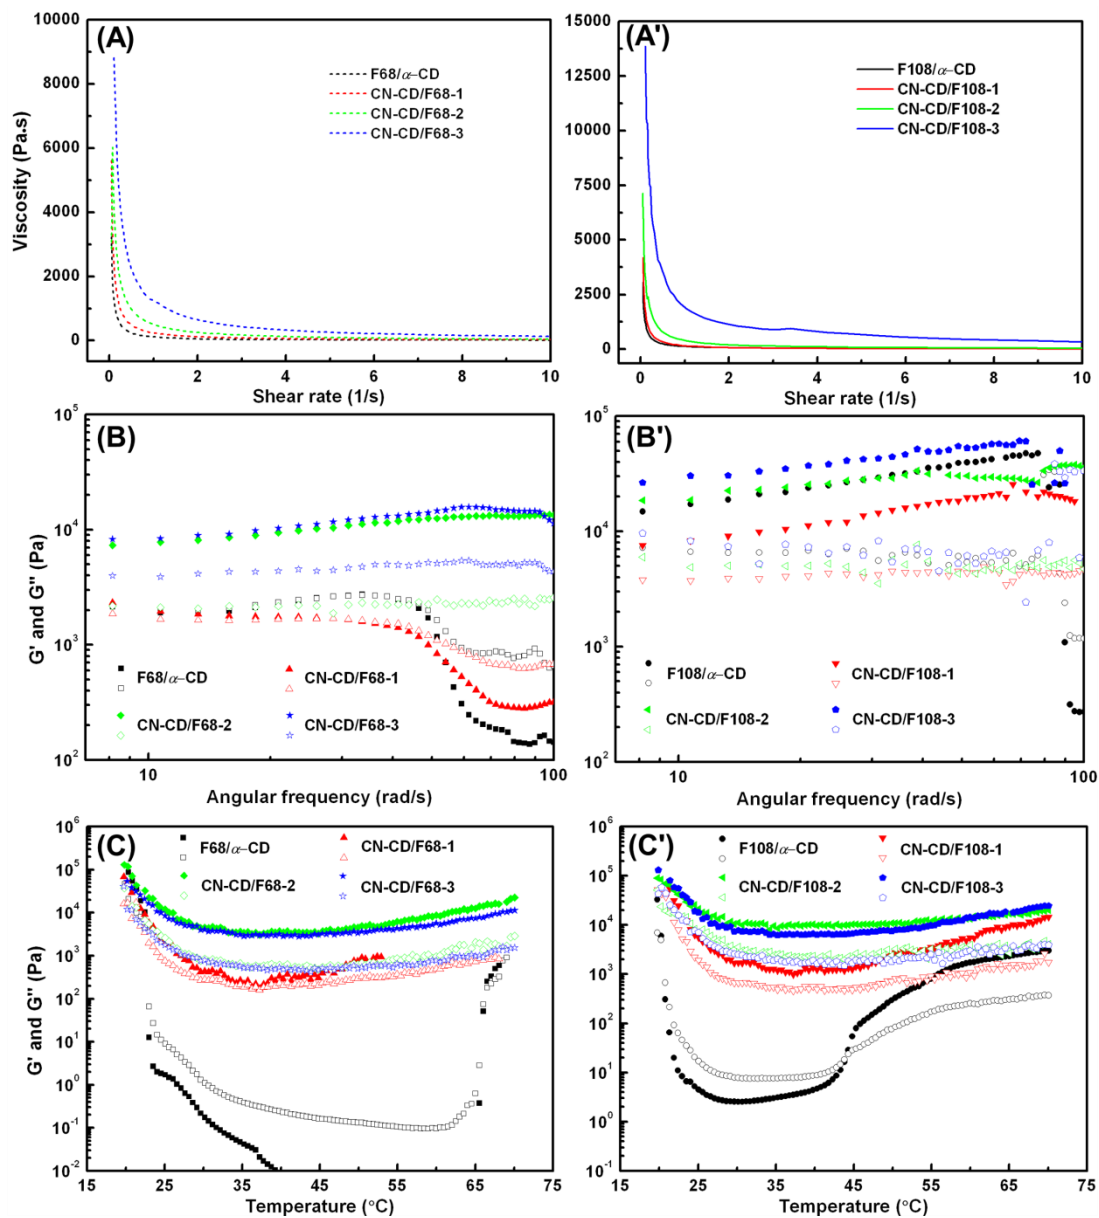 (A)
10000
8000
6000
4000
2000
0
Viscosity (Pa.s)
F68/α-CD
CN-CD/F68-1
CN-CD/F68-2
CN-CD/F68-3
0 2 4 6 8 10
Shear rate (1/s)
(A')
15000
12500
10000
7500
5000
2500
0
F108/α-CD
CN-CD/F108-1
CN-CD/F108-2
CN-CD/F108-3
0 2 4 6 8 10
Shear rate (1/s)
(B)
10^5
10^4
10^3
10^2
G' and G" (Pa)
F68/α-CD CN-CD/F68-1
CN-CD/F68-2 CN-CD/F68-3
10 100
Angular frequency (rad/s)
(B')
10^5
10^4
10^3
10^2
F108/α-CD CN-CD/F108-1
CN-CD/F108-2 CN-CD/F108-3
10 100
Angular frequency (rad/s)
(C)
10^6
10^5
10^4
10^3
10^2
10^1
10^0
10^-1
10^-2
G' and G" (Pa)
F68/α-CD CN-CD/F68-1
CN-CD/F68-2 CN-CD/F68-3
15 25 35 45 55 65 75
Temperature (°C)
(C')
10^6
10^5
10^4
10^3
10^2
10^1
10^0
10^-1
F108/α-CD CN-CD/F108-1
CN-CD/F108-2 CN-CD/F108-3
15 25 35 45 55 65 75
Temperature (°C)